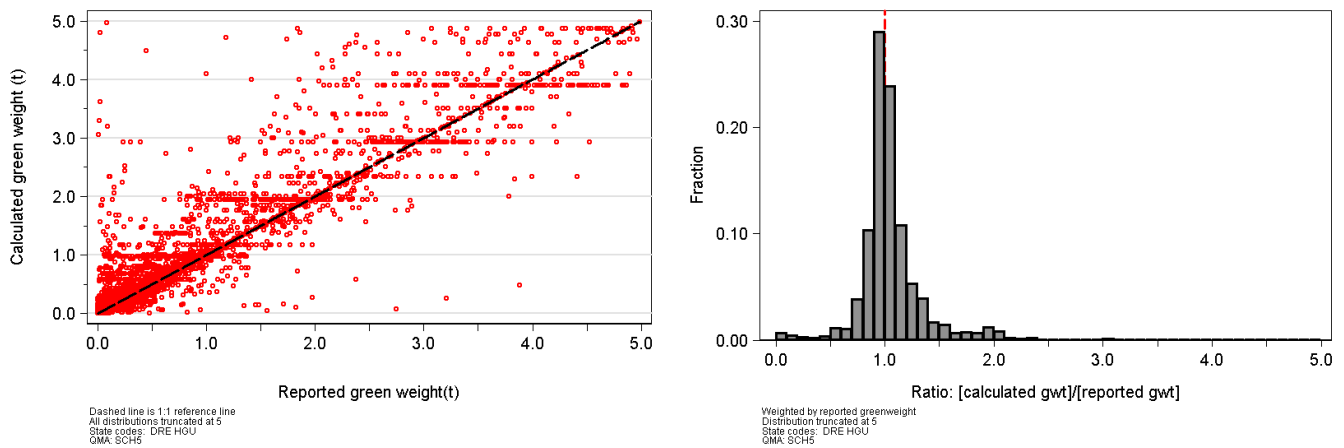 5.0
4.0
3.0
2.0
1.0
0.0
Calculated green weight (t)
0.0 1.0 2.0 3.0 4.0 5.0
Reported green weight(t)
Dashed line is 1:1 reference line
All distributions truncated at 5
State codes: DRE HGU
QMA: SCH5
0.30
0.20
0.10
0.00
Fraction
0.0 1.0 2.0 3.0 4.0 5.0
Ratio: [calculated gwt]/[reported gwt]
Weighted by reported greenweight
Distribution truncated at 5
State codes: DRE HGU
QMA: SCH5